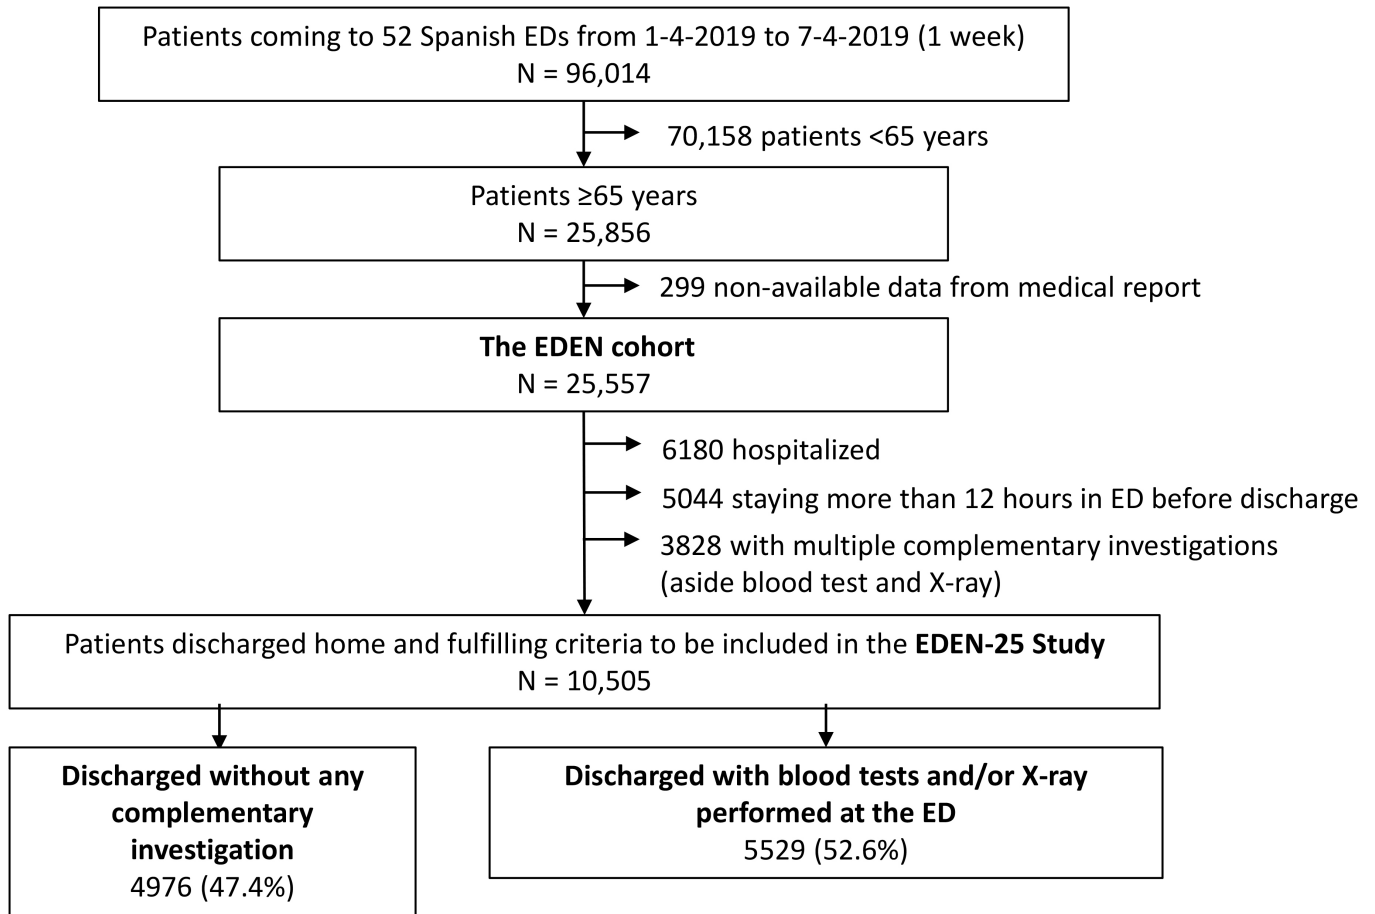 Patients coming to 52 Spanish EDs from 1-4-2019 to 7-4-2019 (1 week)
N = 96,014
70,158 patients <65 years
Patients ≥65 years
N = 25,856
299 non-available data from medical report
The EDEN cohort
N = 25,557
6180 hospitalized
5044 staying more than 12 hours in ED before discharge
3828 with multiple complementary investigations
(aside blood test and X-ray)
Patients discharged home and fulfilling criteria to be included in the EDEN-25 Study
N = 10,505
Discharged without any
complementary
investigation
4976 (47.4%)
Discharged with blood tests and/or X-ray
performed at the ED
5529 (52.6%)